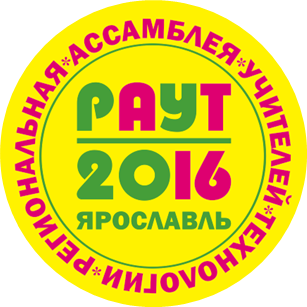 РЕГИОНАЛЬНАЯ*АССАМБЛЕЯ*УЧИТЕЛЕЙ*ТЕХНОЛОГИИ*
РАУТ
2016
ЯРОСЛАВЛЬ